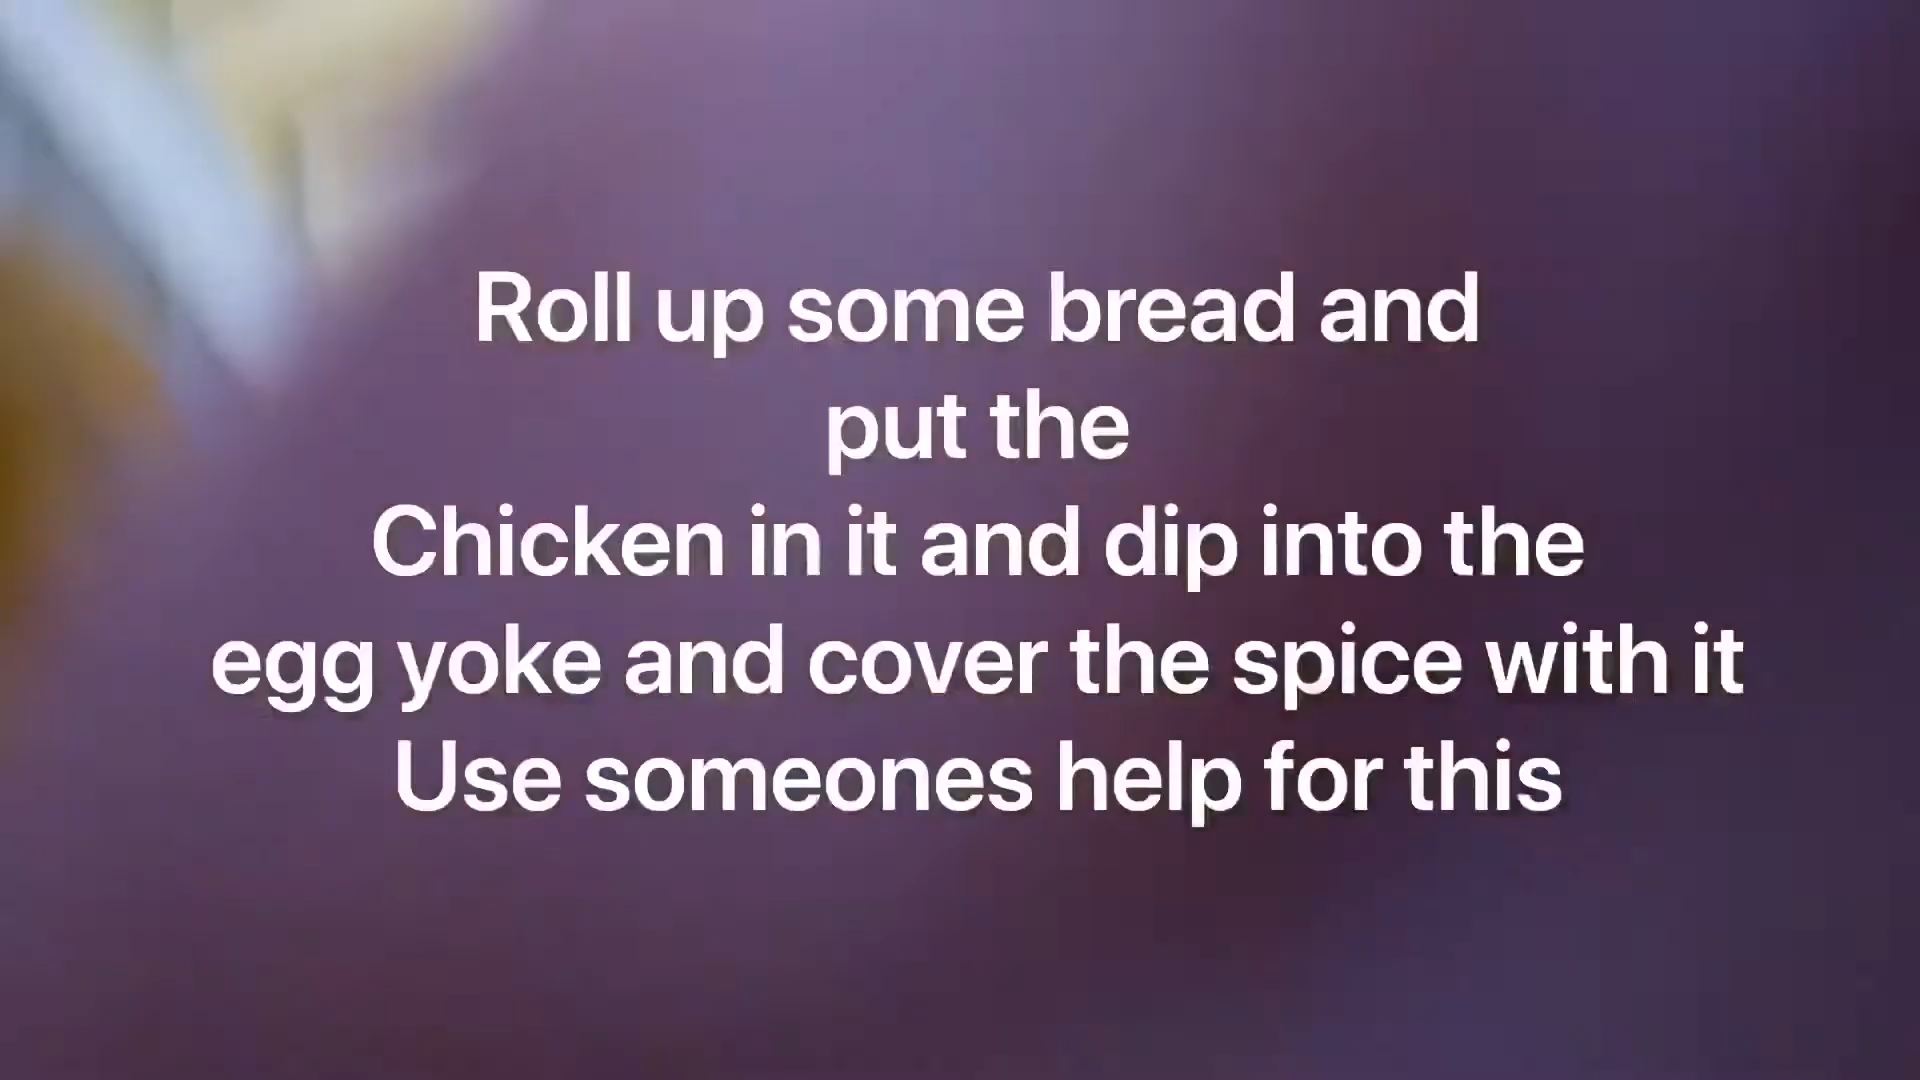 Roll up some bread and
put the
Chicken in it and dip into the
egg yoke and cover the spice with it
Use someones help for this